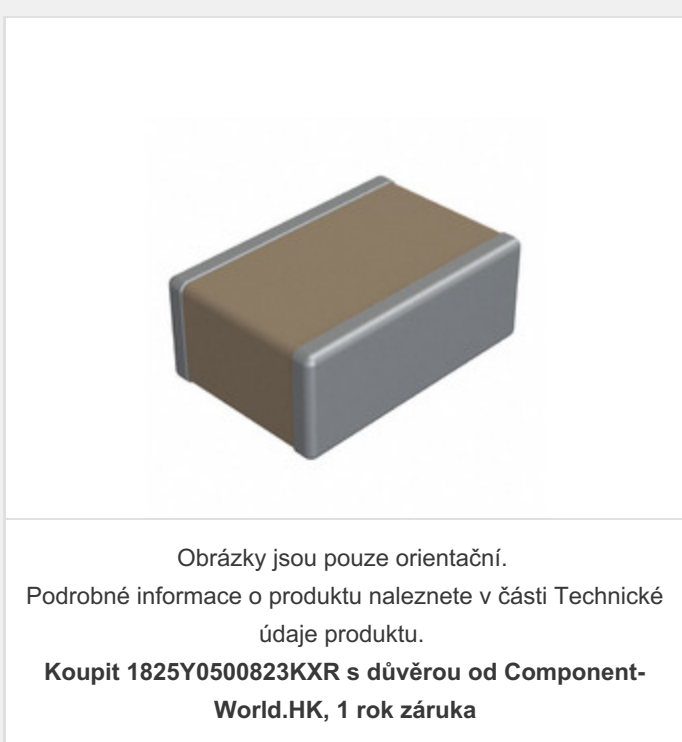 Obrázky jsou pouze orientační.
Podrobné informace o produktu naleznete v části Technické
údaje produktu.
Koupit 1825Y0500823KXR s důvěrou od Component-
World.HK, 1 rok záruka